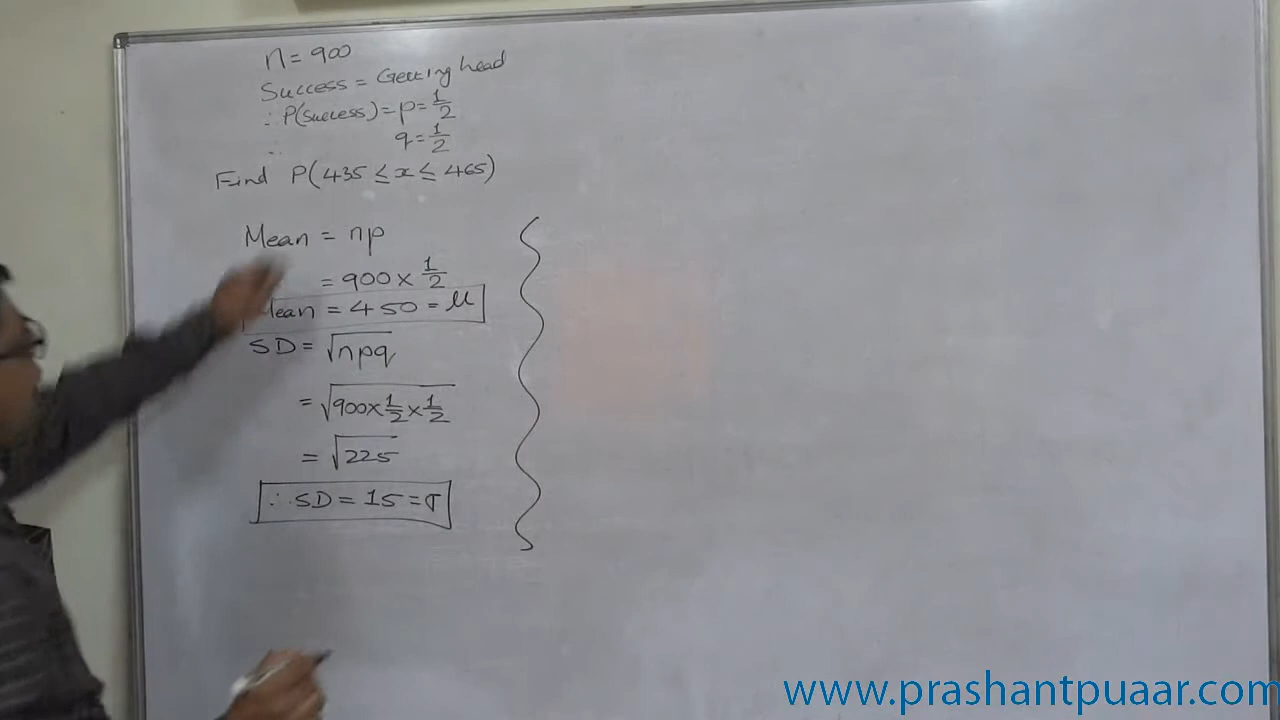 n = 900
Success = Getting head
∴ P(success) = p = 1/2
∴ q = 1/2
Find P(435 ≤ x ≤ 465)
Mean = np
= 900 × 1/2
Mean = 450 = μ
SD = √npq
= √900×1/2×1/2
= √225
∴ SD = 15 = σ
www.prashantpuaar.com